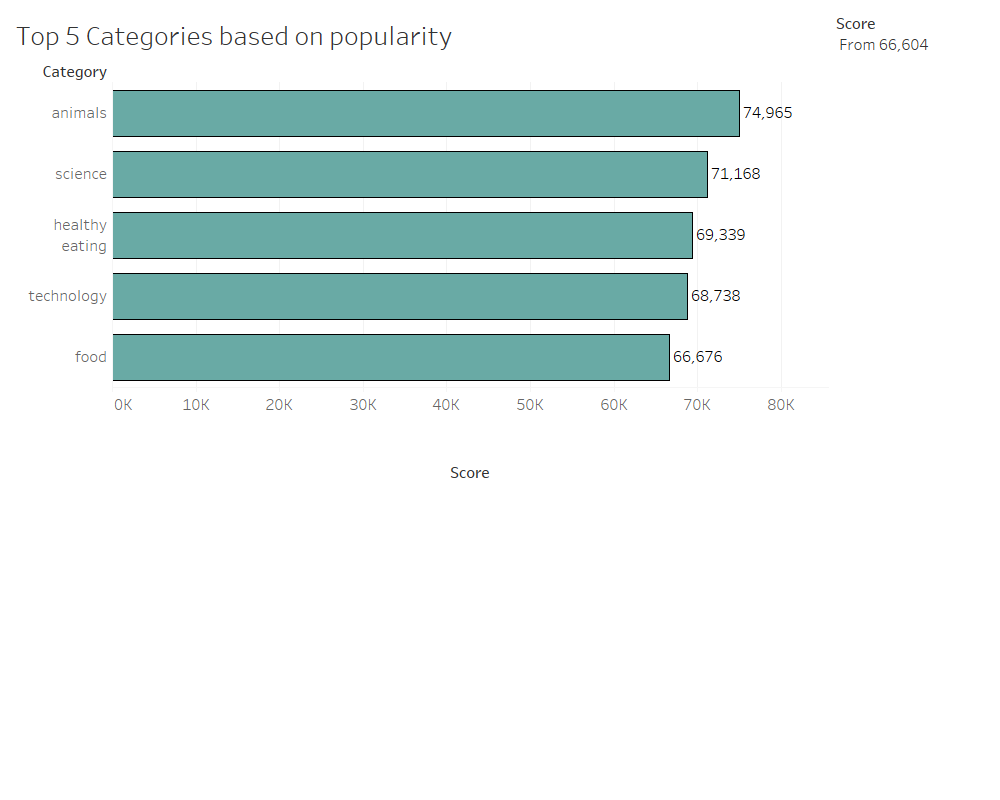 Top 5 Categories based on popularity
Score
From 66,604
Category
animals 74,965
science 71,168
healthy
eating 69,339
technology 68,738
food 66,676
0K 10K 20K 30K 40K 50K 60K 70K 80K
Score